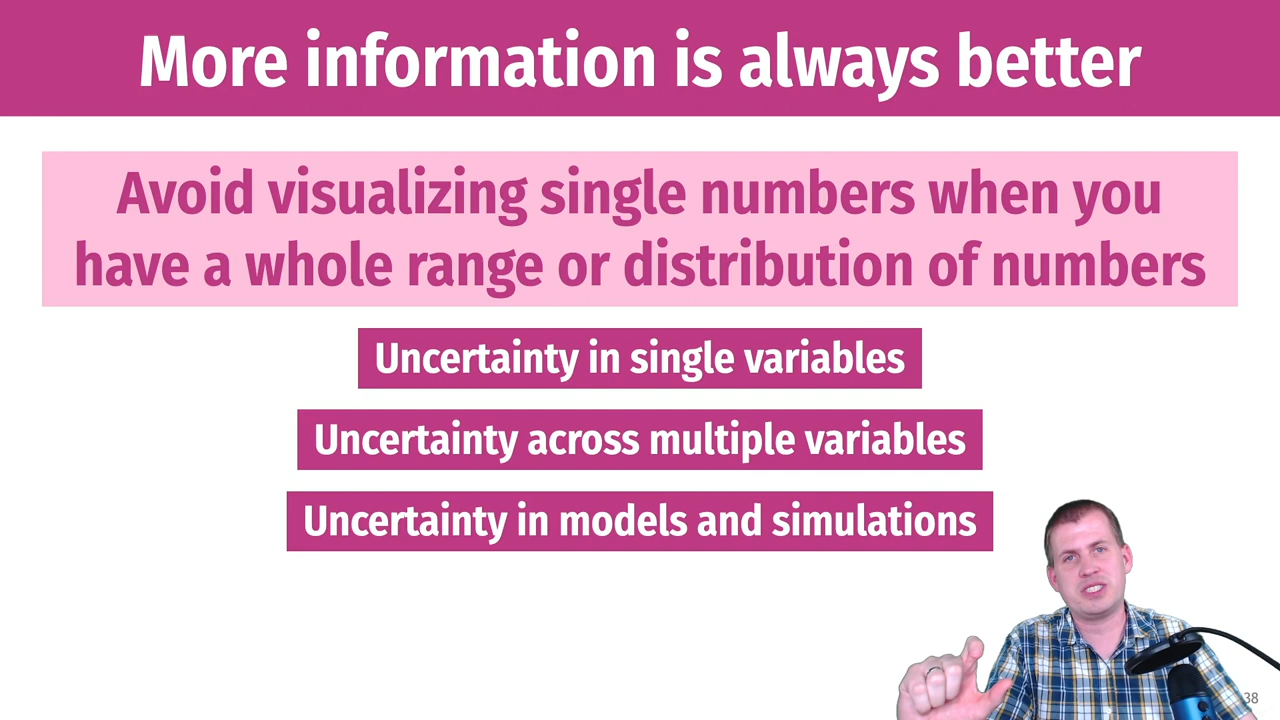 More information is always better
Avoid visualizing single numbers when you
have a whole range or distribution of numbers
Uncertainty in single variables
Uncertainty across multiple variables
Uncertainty in models and simulations
38